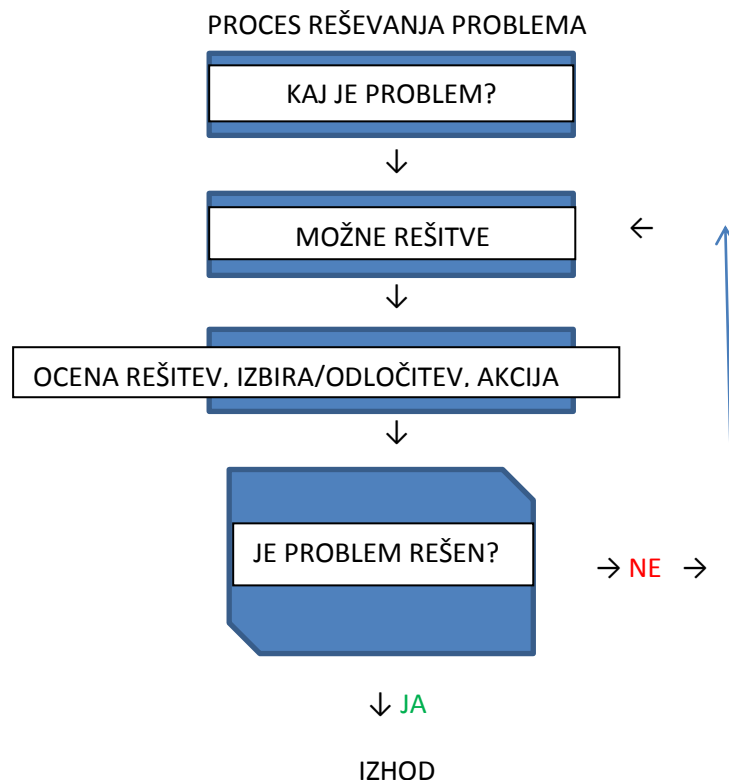 PROCES REŠEVANJA PROBLEMA
KAJ JE PROBLEM?
↓
MOŽNE REŠITVE ←
↓
OCENA REŠITEV, IZBIRA/ODLOČITEV, AKCIJA
↓
JE PROBLEM REŠEN? → NE →
↓ JA
IZHOD